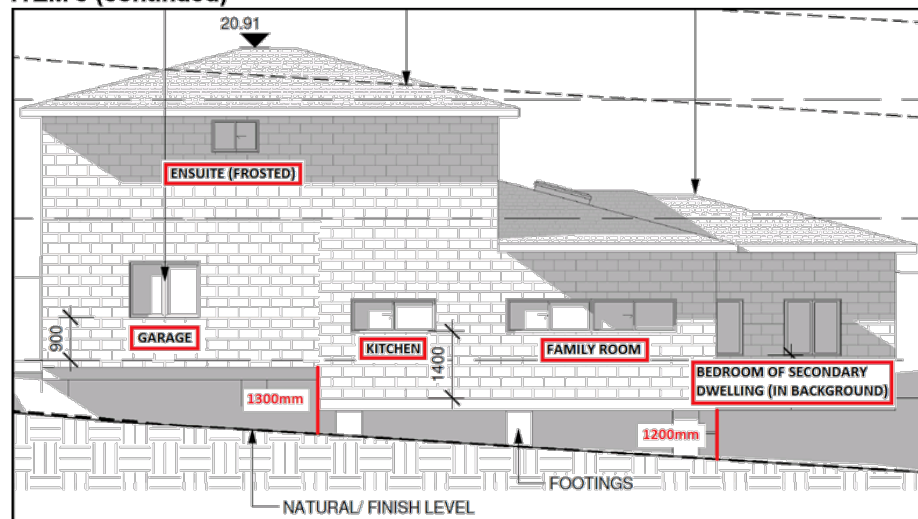 20.91
ENSUITE (FROSTED)
900
GARAGE
KITCHEN
1400
FAMILY ROOM
BEDROOM OF SECONDARY
DWELLING (IN BACKGROUND)
1300mm
1200mm
FOOTINGS
NATURAL/ FINISH LEVEL